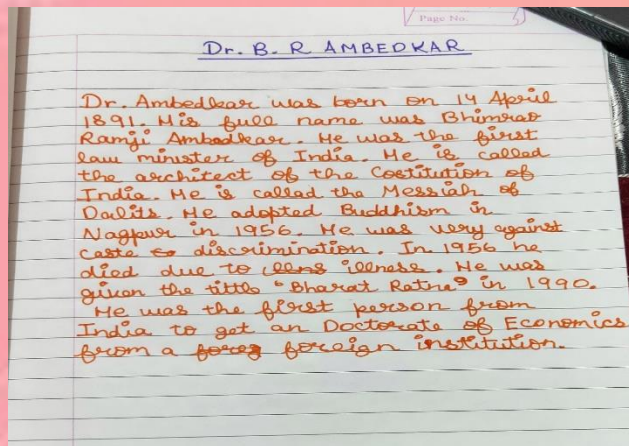 Page No.
Dr. B. R AMBEDKAR
Dr. Ambedkar was born on 14 April
1891. His full name was Bhimrao
Ramji Ambedkar. He was the first
law minister of India. He is called
the architect of the Costitution of
India. He is called the Messiah of
Dalits. He adopted Buddhism in
Nagpur in 1956. He was very against
caste discrimination. In 1956 he
died due to illness. He was
given the tittle "Bharat Ratna" in 1990.
He was the first person from
India to get an Doctorate of Economics
from a foreign institution.